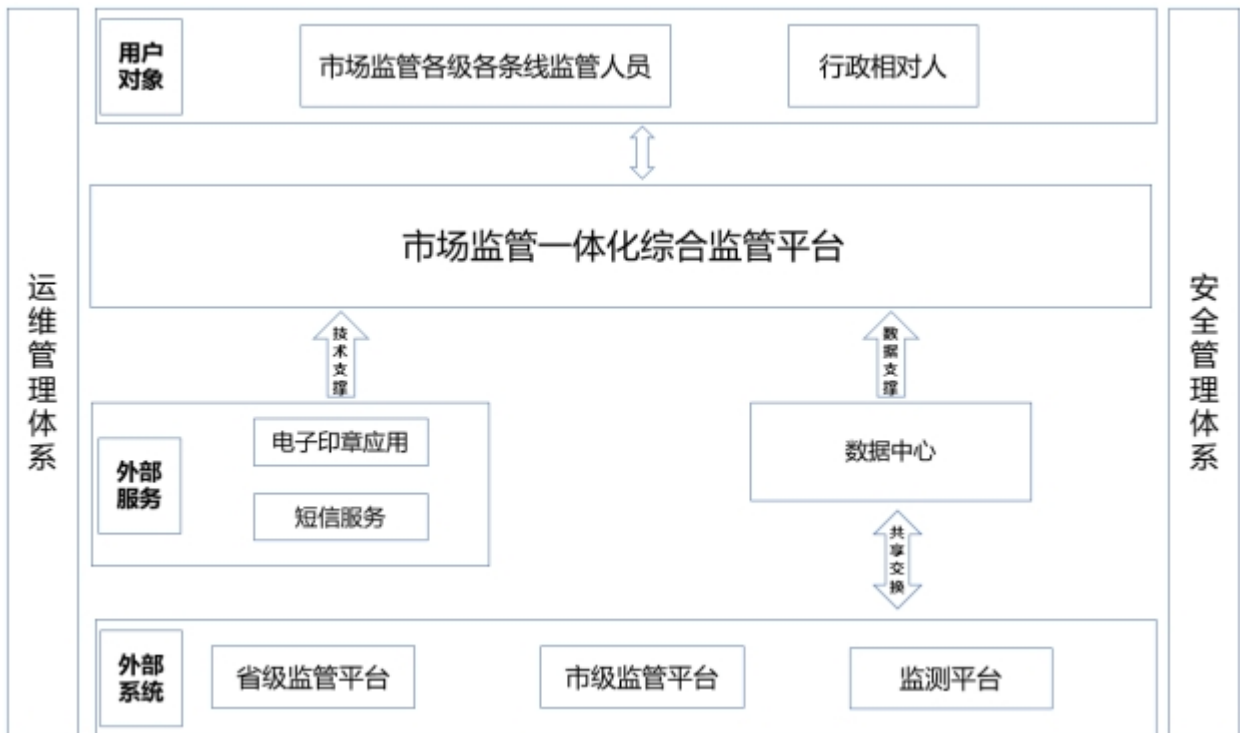 用户
对象
市场监管各级各条线监管人员
行政相对人
市场监管一体化综合监管平台
运维管理体系
安全管理体系
技术支撑
数据支撑
外部
服务
电子印章应用
短信服务
数据中心
共享交换
外部
系统
省级监管平台
市级监管平台
监测平台